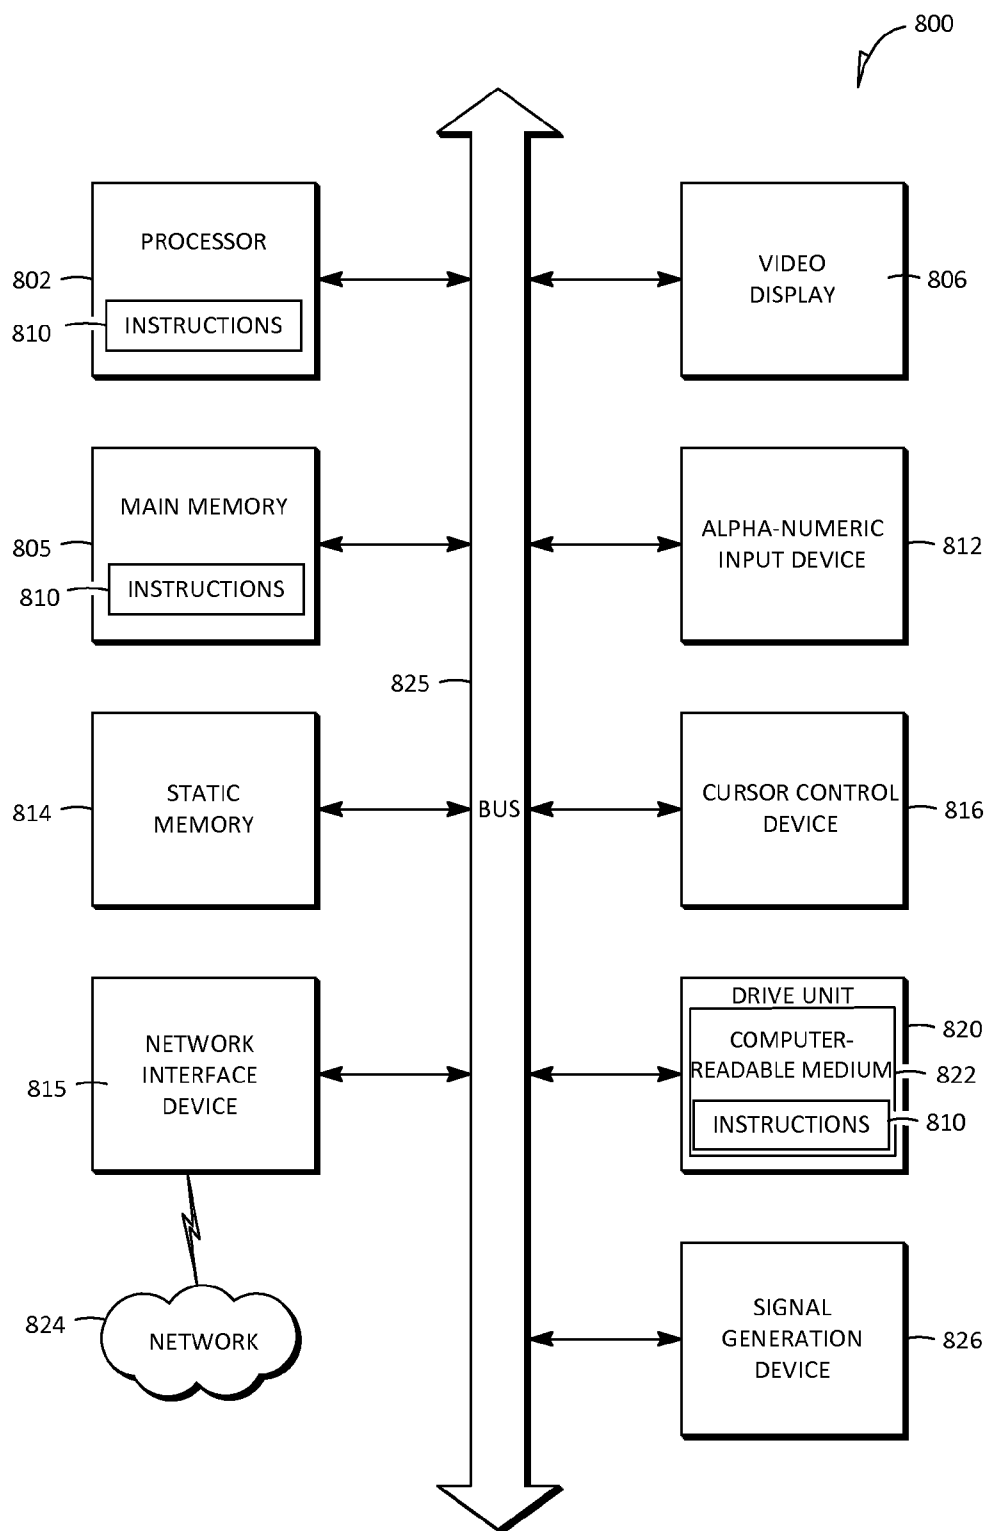 800
PROCESSOR
802
810
INSTRUCTIONS
VIDEO
DISPLAY
806
MAIN MEMORY
805
810
INSTRUCTIONS
ALPHA-NUMERIC
INPUT DEVICE
812
825
STATIC
MEMORY
814
BUS
CURSOR CONTROL
DEVICE
816
NETWORK
INTERFACE
DEVICE
815
DRIVE UNIT
820
COMPUTER-
READABLE MEDIUM
822
INSTRUCTIONS
810
824
NETWORK
SIGNAL
GENERATION
DEVICE
826